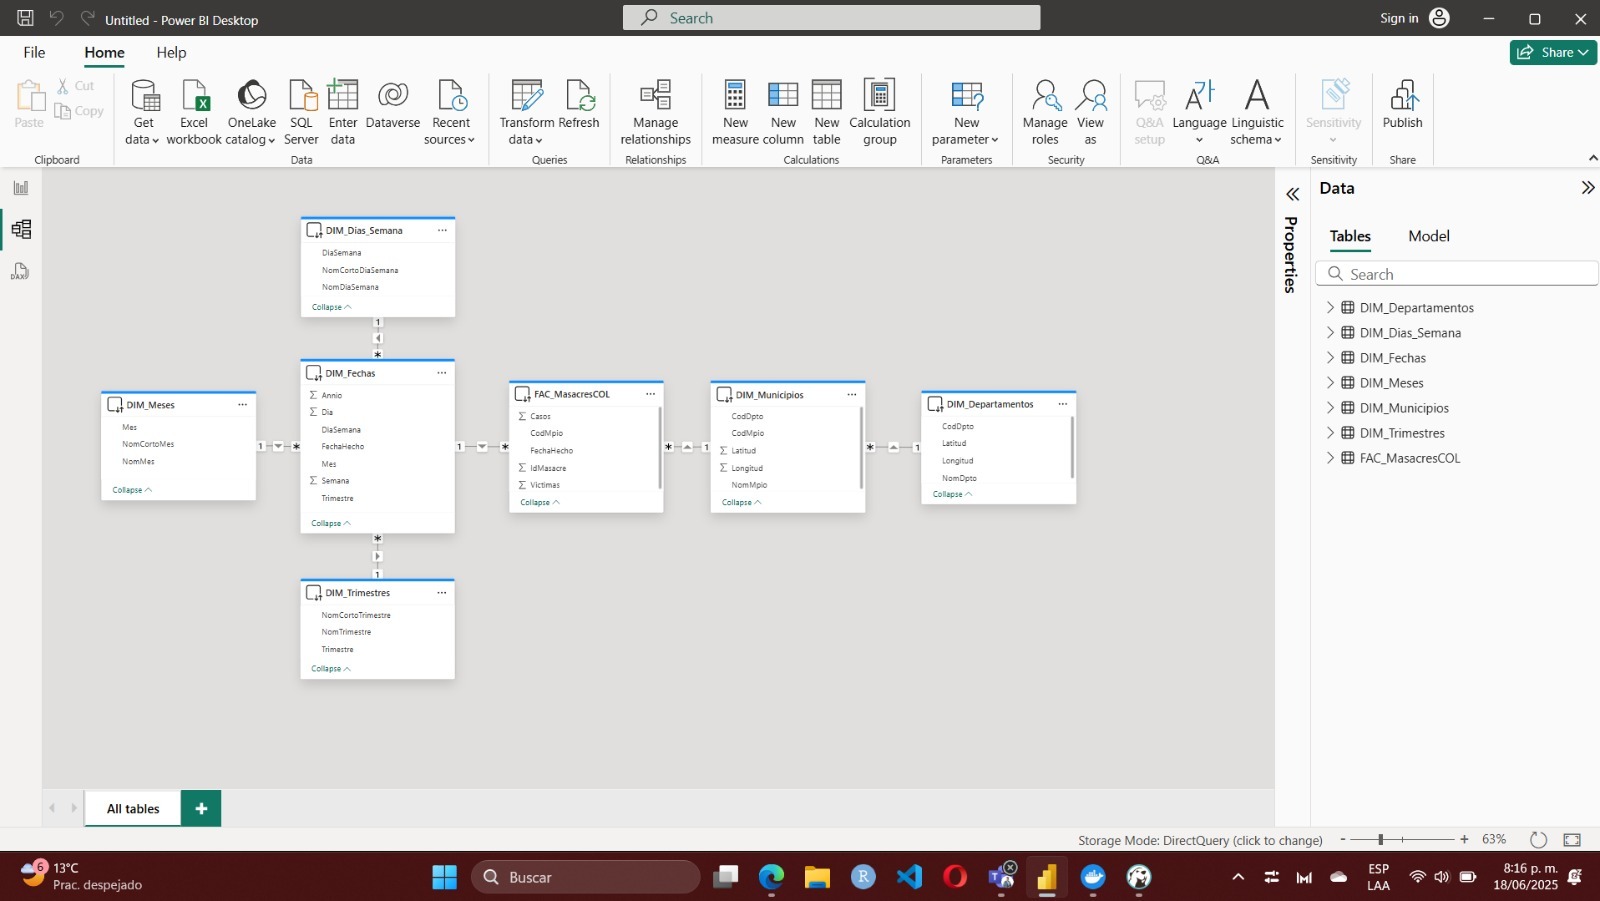 Untitled - Power BI Desktop
Search
Sign in
File
Home
Help
Share
Paste
Cut
Copy
Clipboard
Get data
Excel workbook
OneLake catalog
SQL Server
Enter data
Dataverse
Recent sources
Data
Transform data
Refresh
Queries
Manage relationships
Relationships
New measure
New column
New table
Calculation group
Calculations
New parameter
Parameters
Manage roles
View as
Security
Q&A setup
Language
Linguistic schema
Q&A
Sensitivity
Sensitivity
Publish
Share
DAX
DIM_Dias_Semana
DiaSemana
NomCortoDiaSemana
NomDiaSemana
Collapse
1
*
DIM_Meses
Mes
NomCortoMes
NomMes
Collapse
1
*
DIM_Fechas
Σ Annio
Σ Dia
DiaSemana
FechaHecho
Mes
Σ Semana
Trimestre
Collapse
1
*
FAC_MasacresCOL
Σ Casos
CodMpio
FechaHecho
Σ IdMasacre
Σ Victimas
Collapse
*
1
DIM_Municipios
CodDpto
CodMpio
Σ Latitud
Σ Longitud
NomMpio
Collapse
*
1
DIM_Departamentos
CodDpto
Latitud
Longitud
NomDpto
Collapse
*
1
DIM_Trimestres
NomCortoTrimestre
NomTrimestre
Trimestre
Collapse
Properties
Data
Tables
Model
Search
DIM_Departamentos
DIM_Dias_Semana
DIM_Fechas
DIM_Meses
DIM_Municipios
DIM_Trimestres
FAC_MasacresCOL
All tables
+
Storage Mode: DirectQuery (click to change)
- + 63%
6
13°C
Prac. despejado
Buscar
R
ESP
LAA
8:16 p. m.
18/06/2025